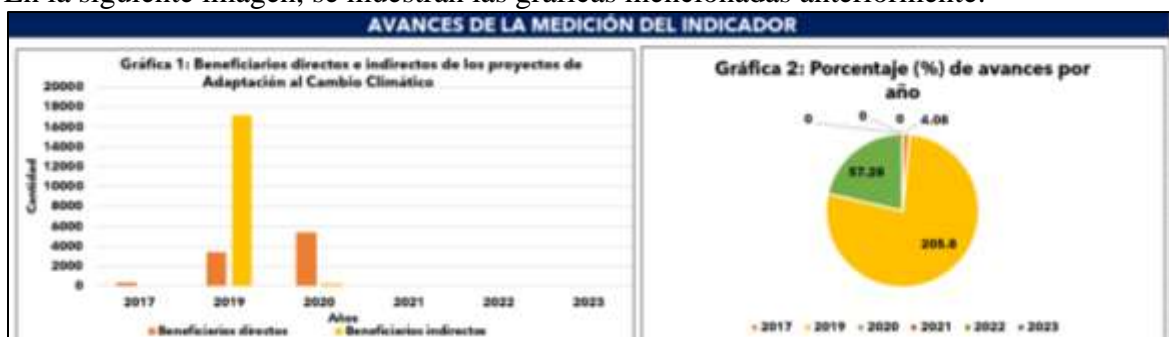 En la siguiente imagen, se muestran las gráficas mencionadas anteriormente:
AVANCES DE LA MEDICIÓN DEL INDICADOR
Gráfica 1: Beneficiarios directos e indirectos de los proyectos de
Adaptación al Cambio Climático
20000
18000
16000
14000
12000
10000
8000
6000
4000
2000
0
Cantidad
2017 2019 2020 2021 2022 2023
Años
Beneficiarios directos Beneficiarios indirectos
Gráfica 2: Porcentaje (%) de avances por
año
0 0 0 4.08
57.28
205.8
2017 2019 2020 2021 2022 2023